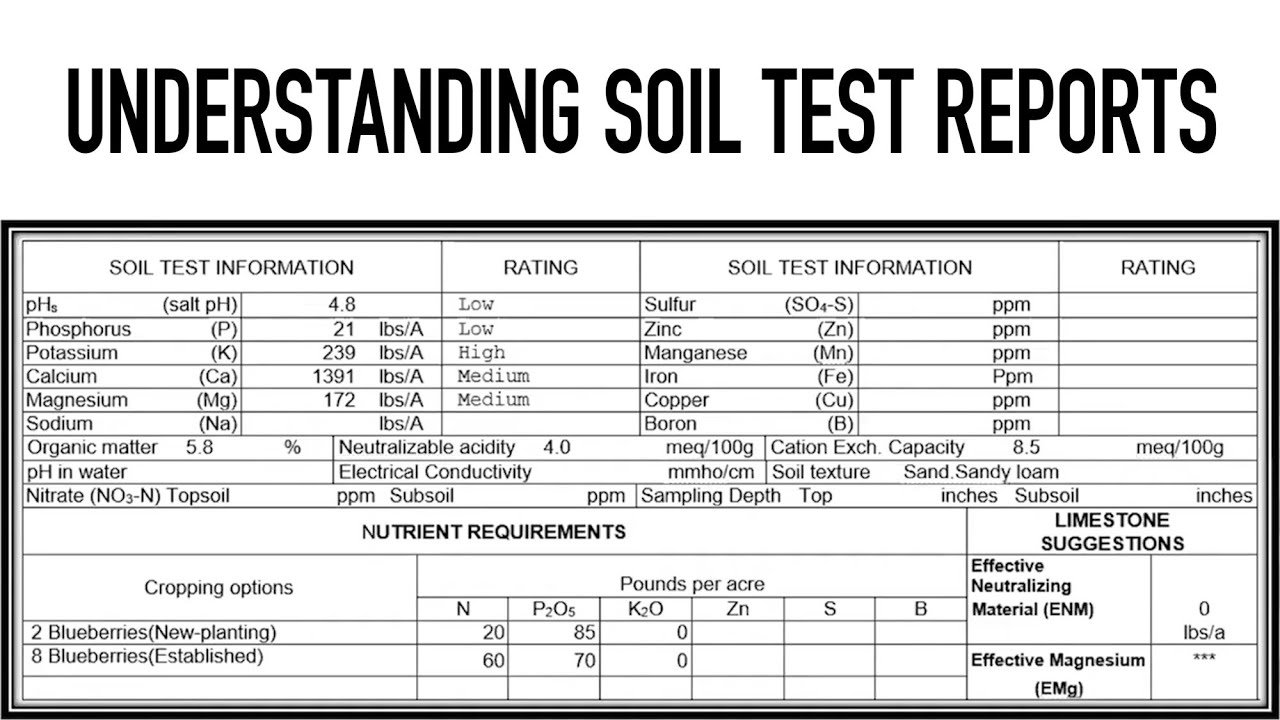 UNDERSTANDING SOIL TEST REPORTS
SOIL TEST INFORMATION RATING SOIL TEST INFORMATION RATING
pHₛ (salt pH) 4.8 Low Sulfur (SO₄-S) ppm
Phosphorus (P) 21 lbs/A Low Zinc (Zn) ppm
Potassium (K) 239 lbs/A High Manganese (Mn) ppm
Calcium (Ca) 1391 lbs/A Medium Iron (Fe) Ppm
Magnesium (Mg) 172 lbs/A Medium Copper (Cu) ppm
Sodium (Na) lbs/A Boron (B) ppm
Organic matter 5.8 % Neutralizable acidity 4.0 meq/100g Cation Exch. Capacity 8.5 meq/100g
pH in water Electrical Conductivity mmho/cm Soil texture Sand.Sandy loam
Nitrate (NO₃-N) Topsoil ppm Subsoil ppm Sampling Depth Top inches Subsoil inches
NUTRIENT REQUIREMENTS
LIMESTONE
SUGGESTIONS
Cropping options
Pounds per acre
N P₂O₅ K₂O Zn S B
2 Blueberries(New-planting) 20 85 0
8 Blueberries(Established) 60 70 0
Effective
Neutralizing
Material (ENM) 0
lbs/a
Effective Magnesium ***
(EMg)